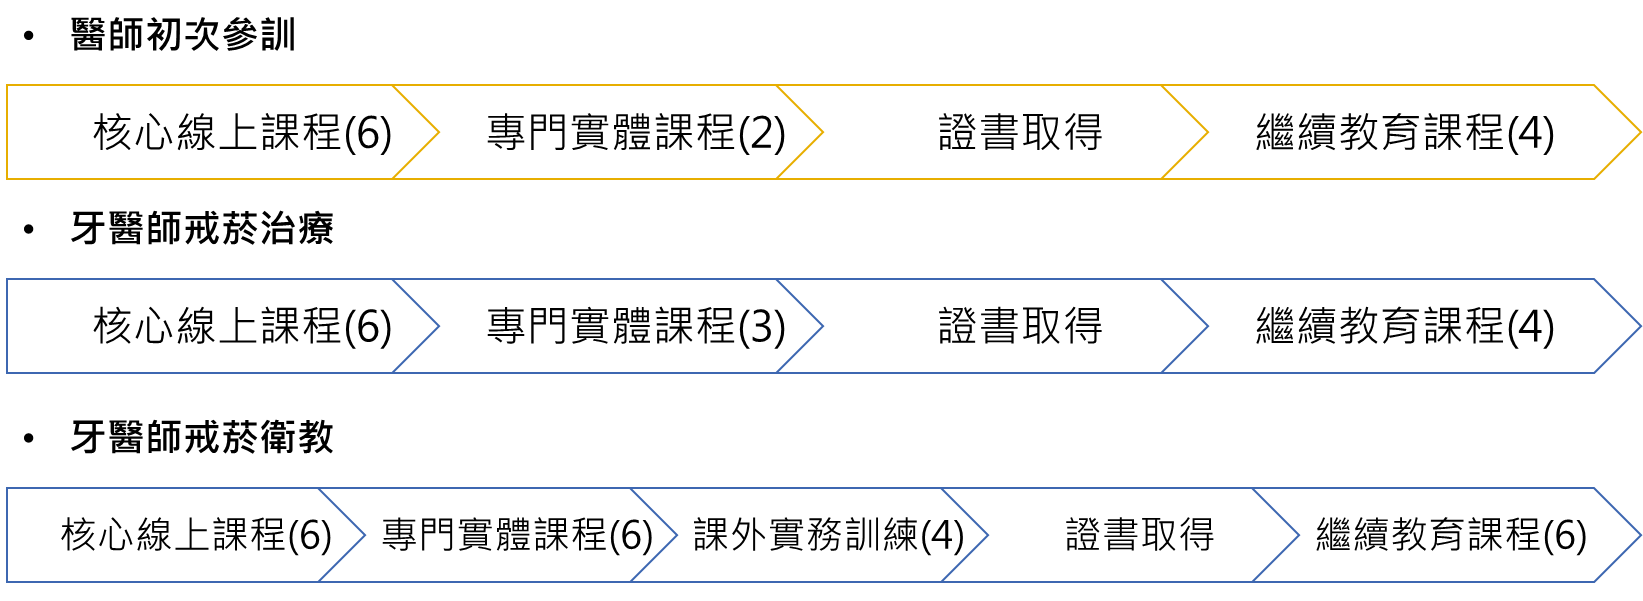 • 醫師初次參訓
核心線上課程(6) 專門實體課程(2) 證書取得 繼續教育課程(4)
• 牙醫師戒菸治療
核心線上課程(6) 專門實體課程(3) 證書取得 繼續教育課程(4)
• 牙醫師戒菸衛教
核心線上課程(6) 專門實體課程(6) 課外實務訓練(4) 證書取得 繼續教育課程(6)